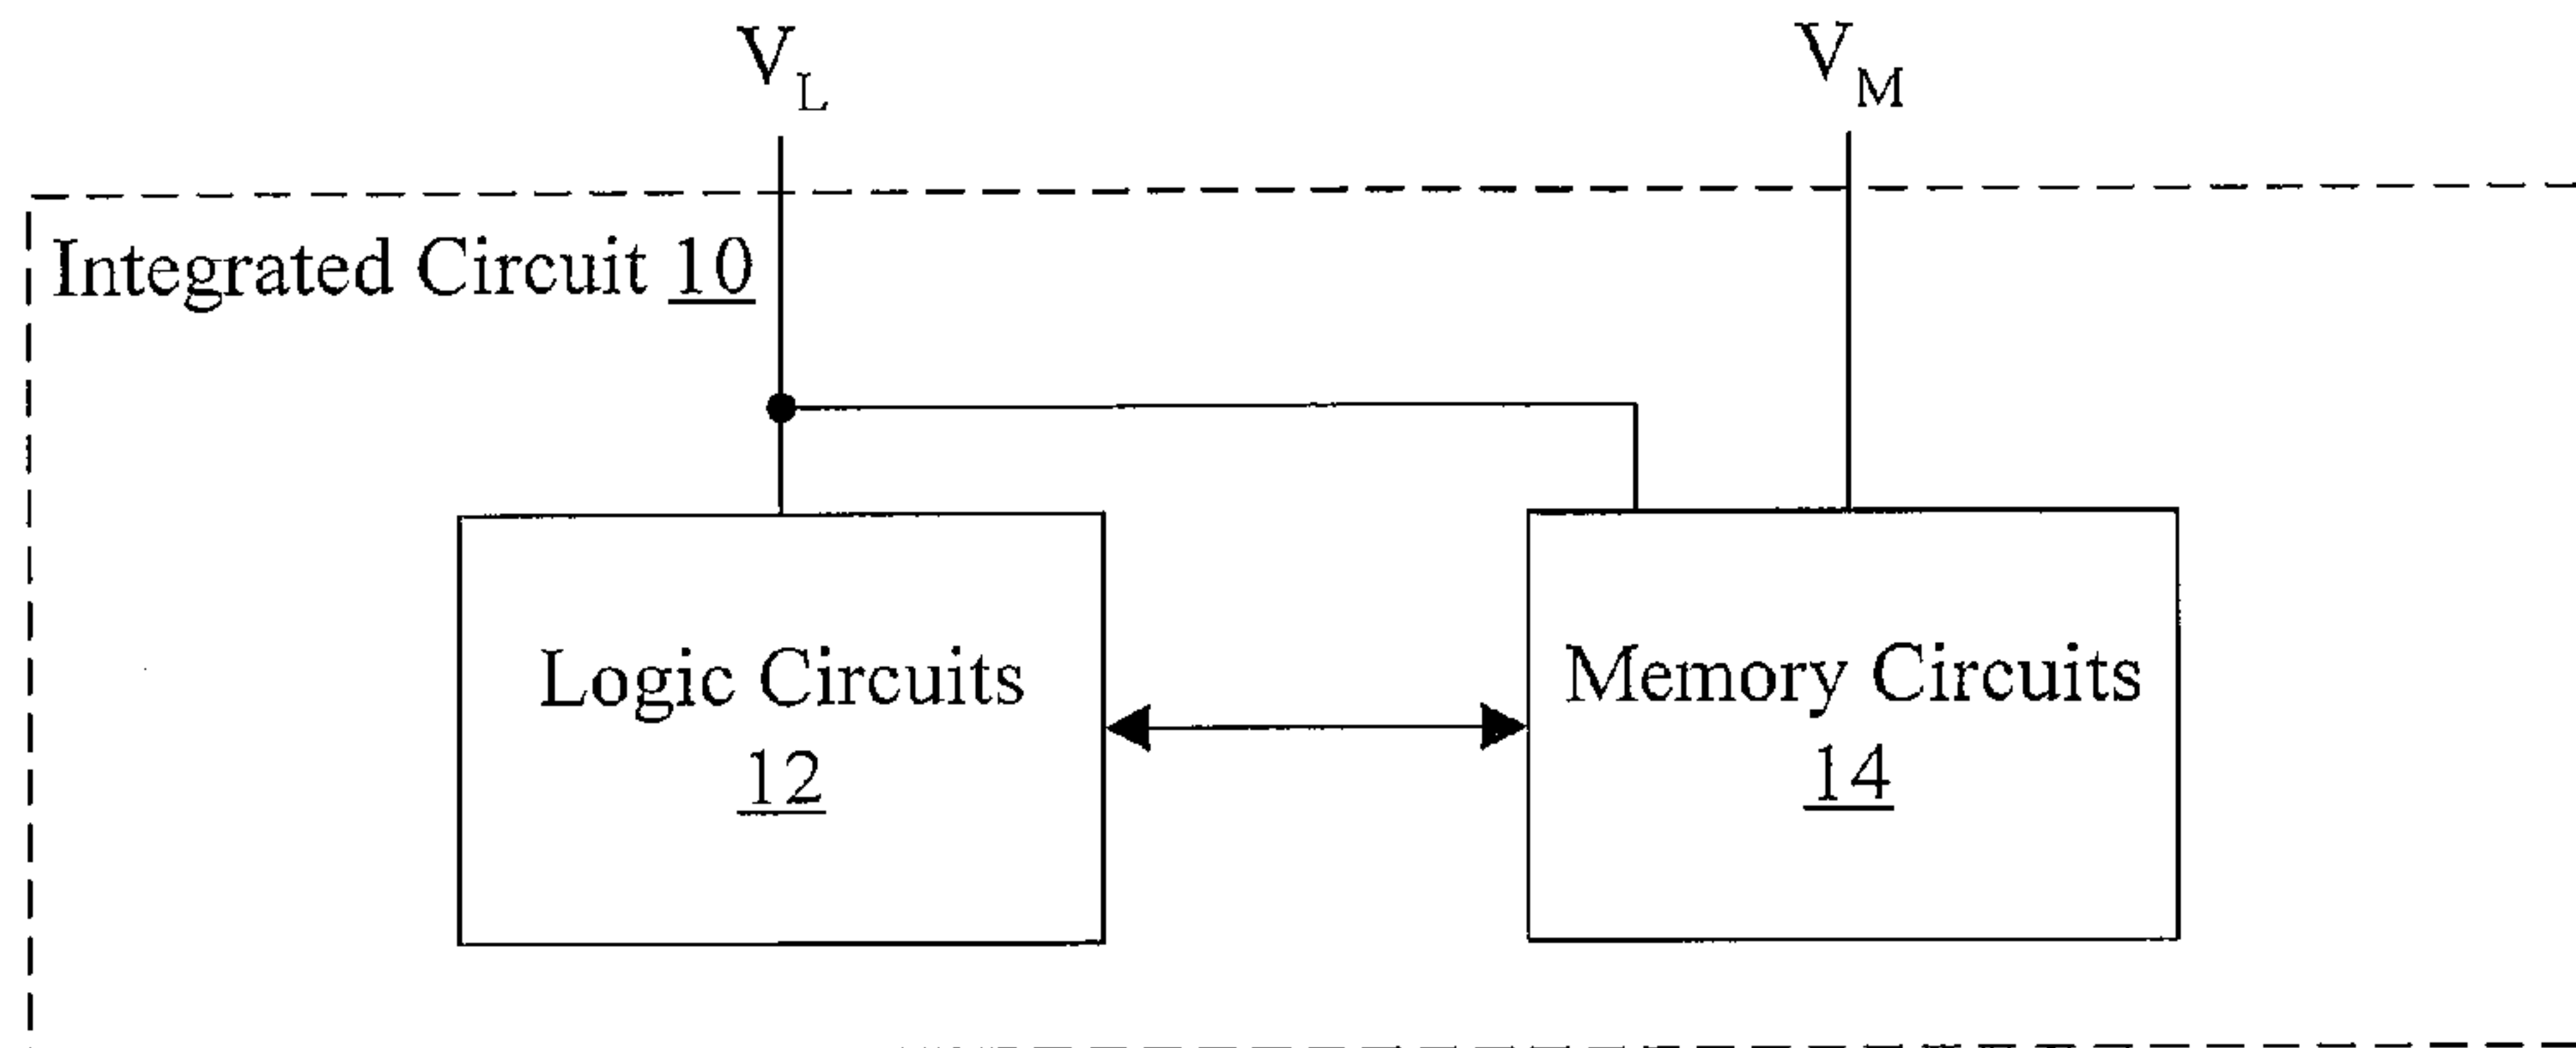 V_L
V_M
Integrated Circuit 10
Logic Circuits
12
Memory Circuits
14